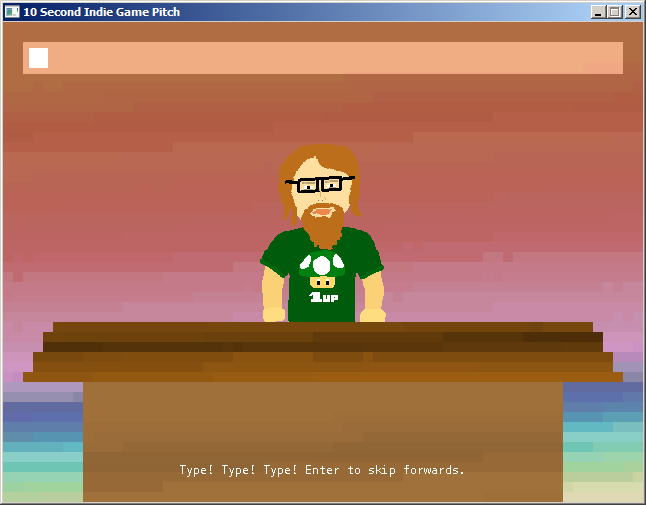 10 Second Indie Game Pitch
1UP
Type! Type! Type! Enter to skip forwards.